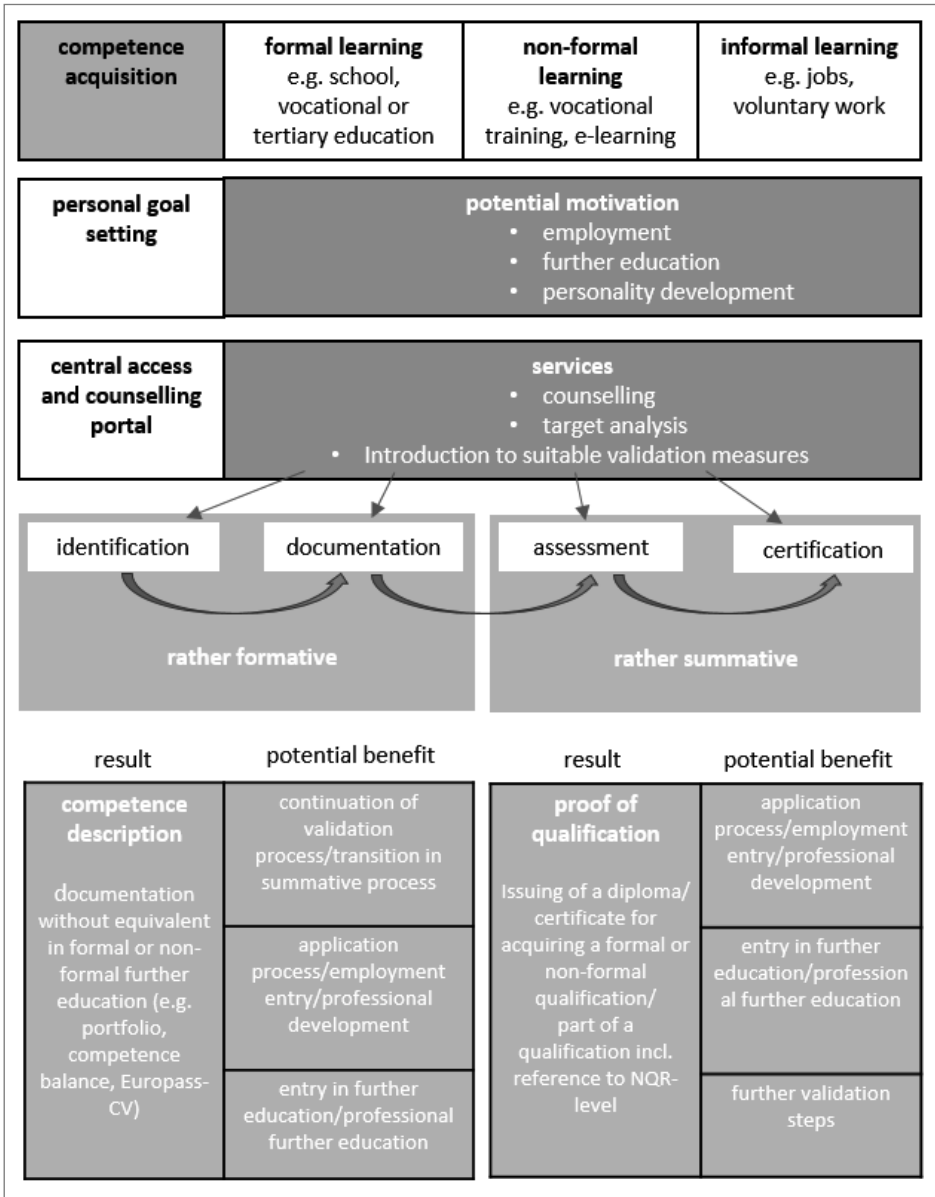 competence
acquisition
formal learning
e.g. school,
vocational or
tertiary education
non-formal
learning
e.g. vocational
training, e-learning
informal learning
e.g. jobs,
voluntary work
personal goal
setting
potential motivation
• employment
• further education
• personality development
central access
and counselling
portal
services
• counselling
• target analysis
• Introduction to suitable validation measures
identification
documentation
assessment
certification
rather formative
rather summative
result
potential benefit
competence
description
documentation
without equivalent
in formal or non-
formal further
education (e.g.
portfolio,
competence
balance, Europass-
CV)
continuation of
validation
process/transition in
summative process
application
process/employment
entry/professional
development
entry in further
education/professional
further education
result
potential benefit
proof of
qualification
Issuing of a diploma/
certificate for
acquiring a formal or
non-formal
qualification/
part of a
qualification incl.
reference to NQR-
level
application
process/employment
entry/professional
development
entry in further
education/profession
al further education
further validation
steps